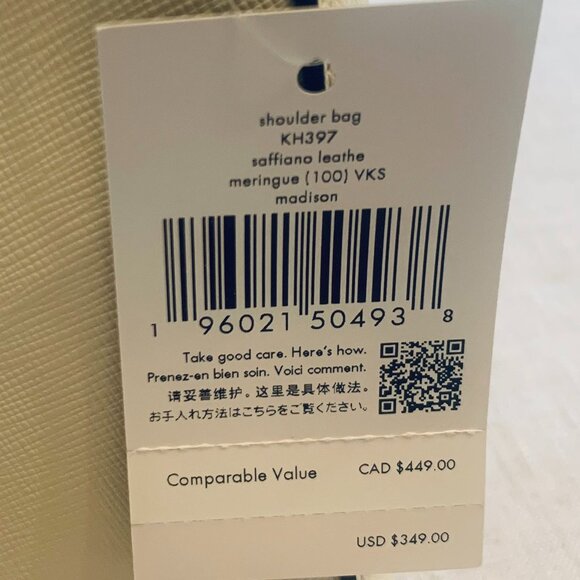 shoulder bag
KH397
saffiano leathe
meringue (100) VKS
madison
1 96021 50493 8
Take good care. Here's how.
Prenez-en bien soin. Voici comment.
请妥善维护。这里是具体做法。
お手入れ方法はこちらをご覧ください。
Comparable Value CAD $449.00
USD $349.00